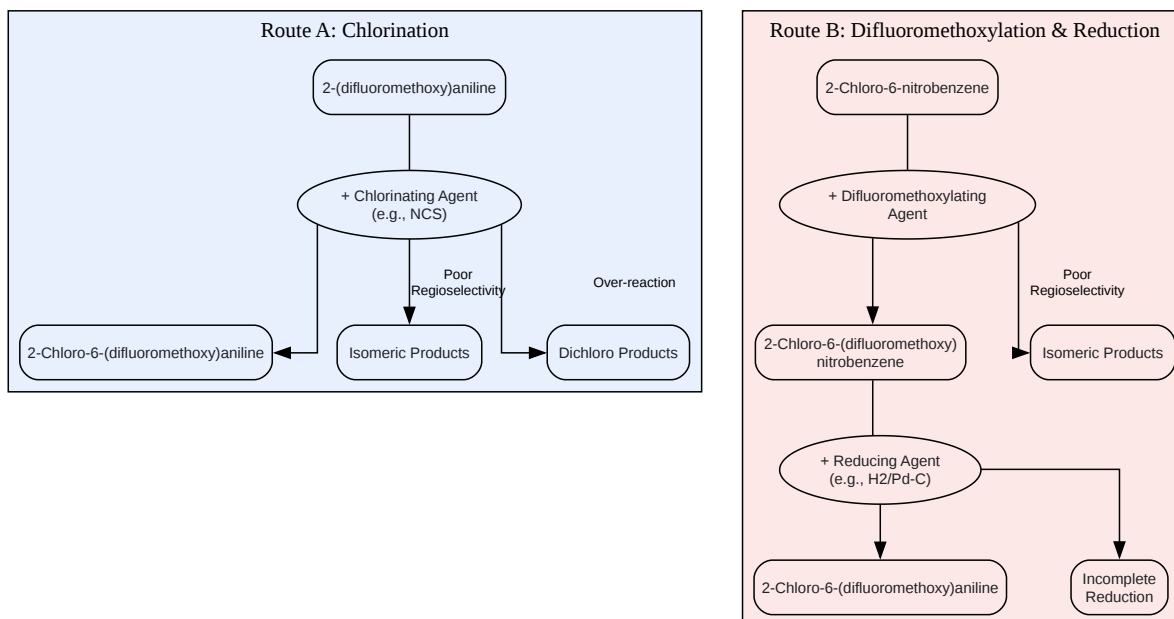 Route A: Chlorination
2-(difluoromethoxy)aniline
+ Chlorinating Agent
(e.g., NCS)
Poor
Regioselectivity
Over-reaction
2-Chloro-6-(difluoromethoxy)aniline
Isomeric Products
Dichloro Products
Route B: Difluoromethoxylation & Reduction
2-Chloro-6-nitrobenzene
+ Difluoromethoxylating
Agent
Poor
Regioselectivity
2-Chloro-6-(difluoromethoxy)
nitrobenzene
Isomeric Products
+ Reducing Agent
(e.g., H2/Pd-C)
2-Chloro-6-(difluoromethoxy)aniline
Incomplete
Reduction